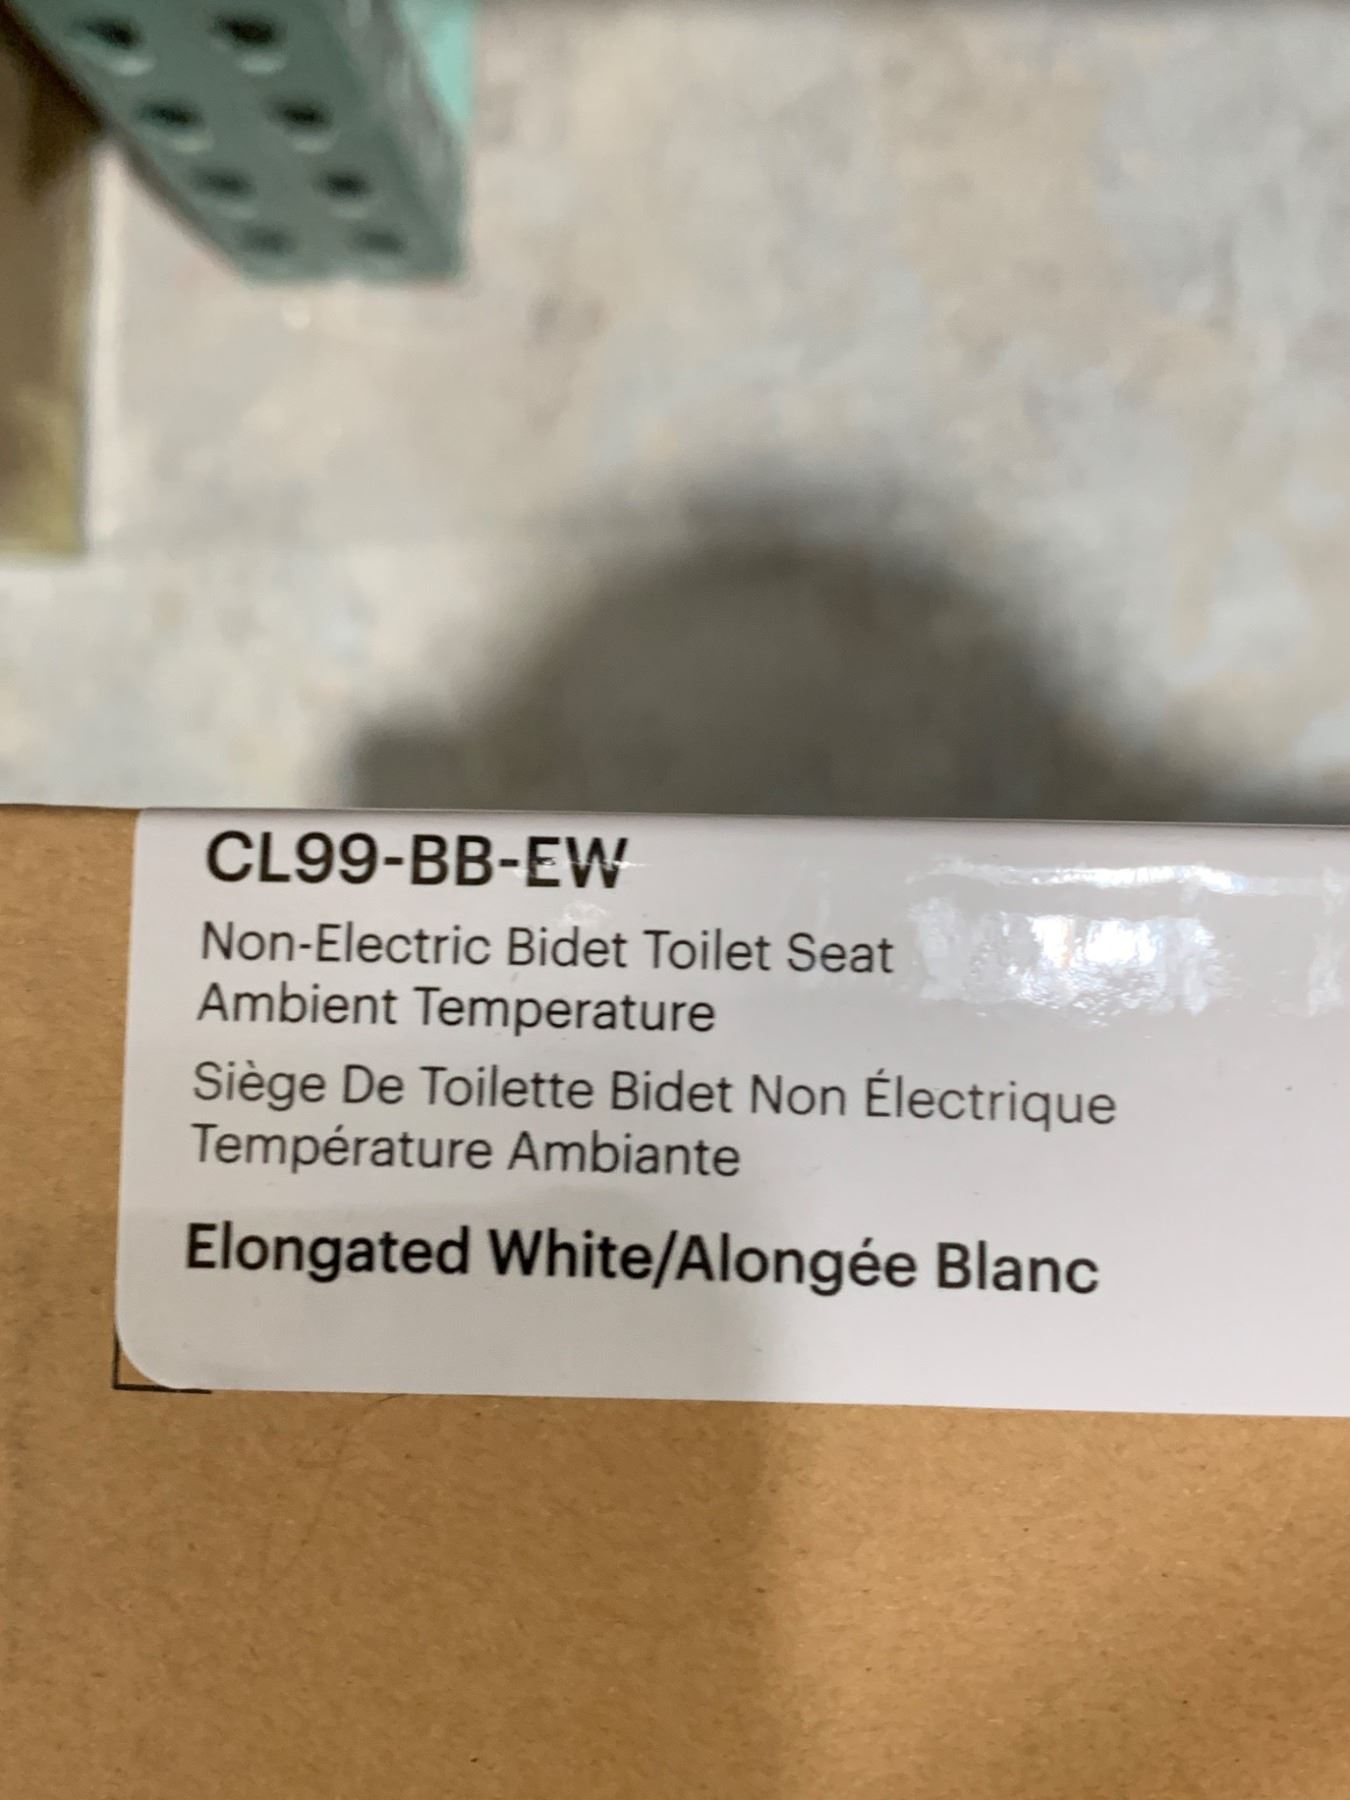 CL99-BB-EW
Non-Electric Bidet Toilet Seat
Ambient Temperature
Siège De Toilette Bidet Non Électrique
Température Ambiante
Elongated White/Alongée Blanc